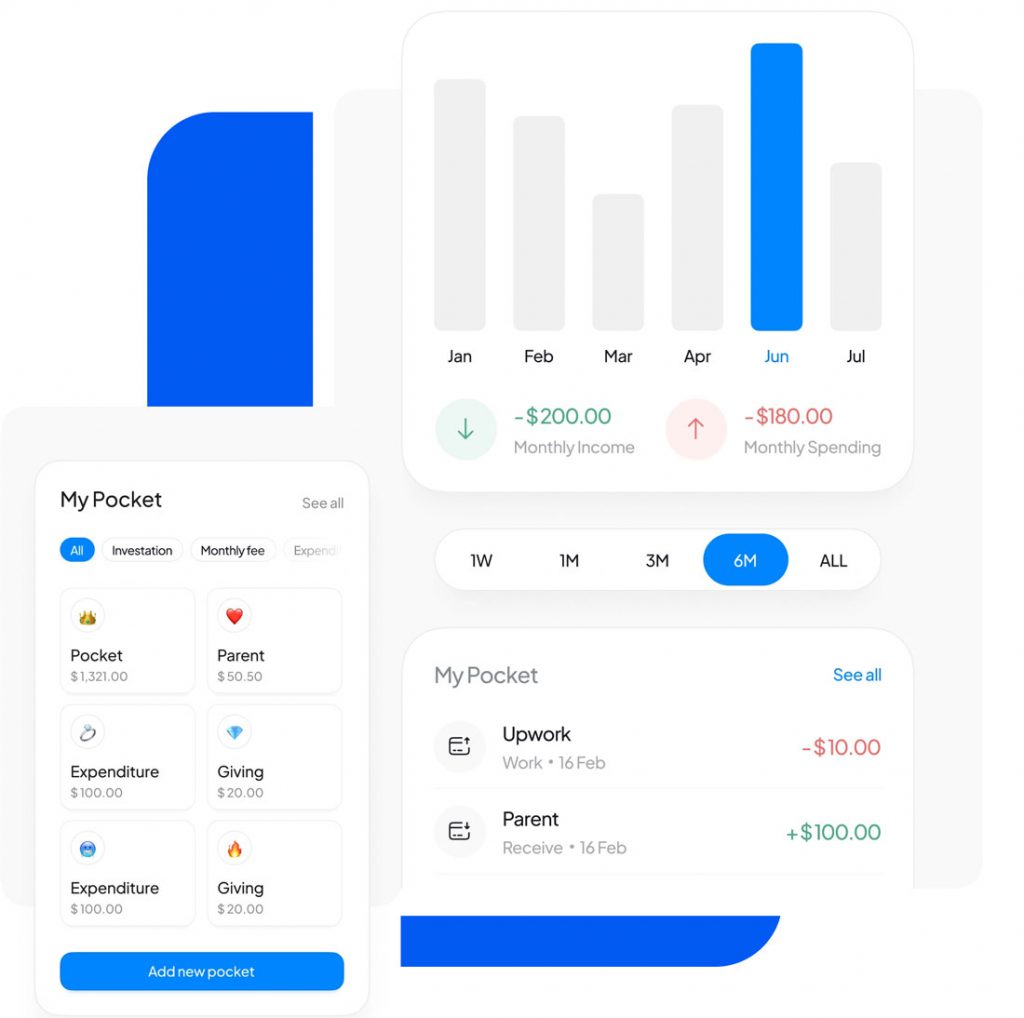 Jan Feb Mar Apr Jun Jul
-$200.00 -$180.00
Monthly Income Monthly Spending
1W 1M 3M 6M ALL
My Pocket See all
Upwork
Work • 16 Feb
-$10.00
Parent
Receive • 16 Feb
+$100.00
My Pocket See all
All Investation Monthly fee Expendi
Pocket Parent
$1,321.00 $50.50
Expenditure Giving
$100.00 $20.00
Expenditure Giving
$100.00 $20.00
Add new pocket